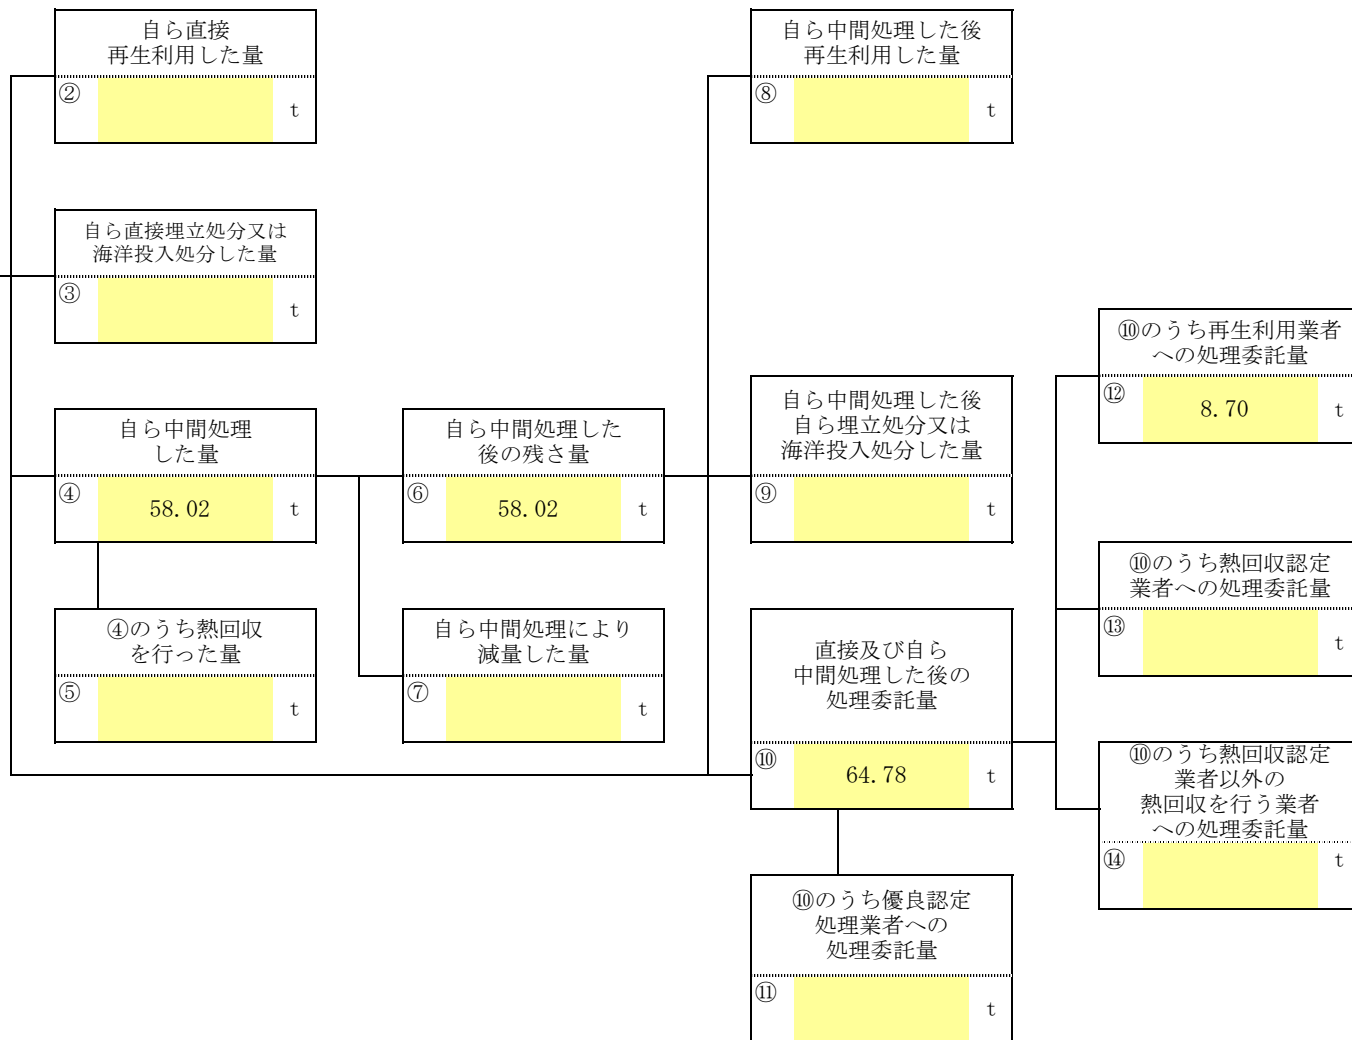 自ら直接
再生利用した量
② t
自ら直接埋立処分又は
海洋投入処分した量
③ t
自ら中間処理
した量
④ 58.02 t
④のうち熱回収
を行った量
⑤ t
自ら中間処理した
後の残さ量
⑥ 58.02 t
自ら中間処理により
減量した量
⑦ t
自ら中間処理した後
再生利用した量
⑧ t
自ら中間処理した後
自ら埋立処分又は
海洋投入処分した量
⑨ t
直接及び自ら
中間処理した後の
処理委託量
⑩ 64.78 t
⑩のうち優良認定
処理業者への
処理委託量
⑪ t
⑩のうち再生利用業者
への処理委託量
⑫ 8.70 t
⑩のうち熱回収認定
業者への処理委託量
⑬ t
⑩のうち熱回収認定
業者以外の
熱回収を行う業者
への処理委託量
⑭ t